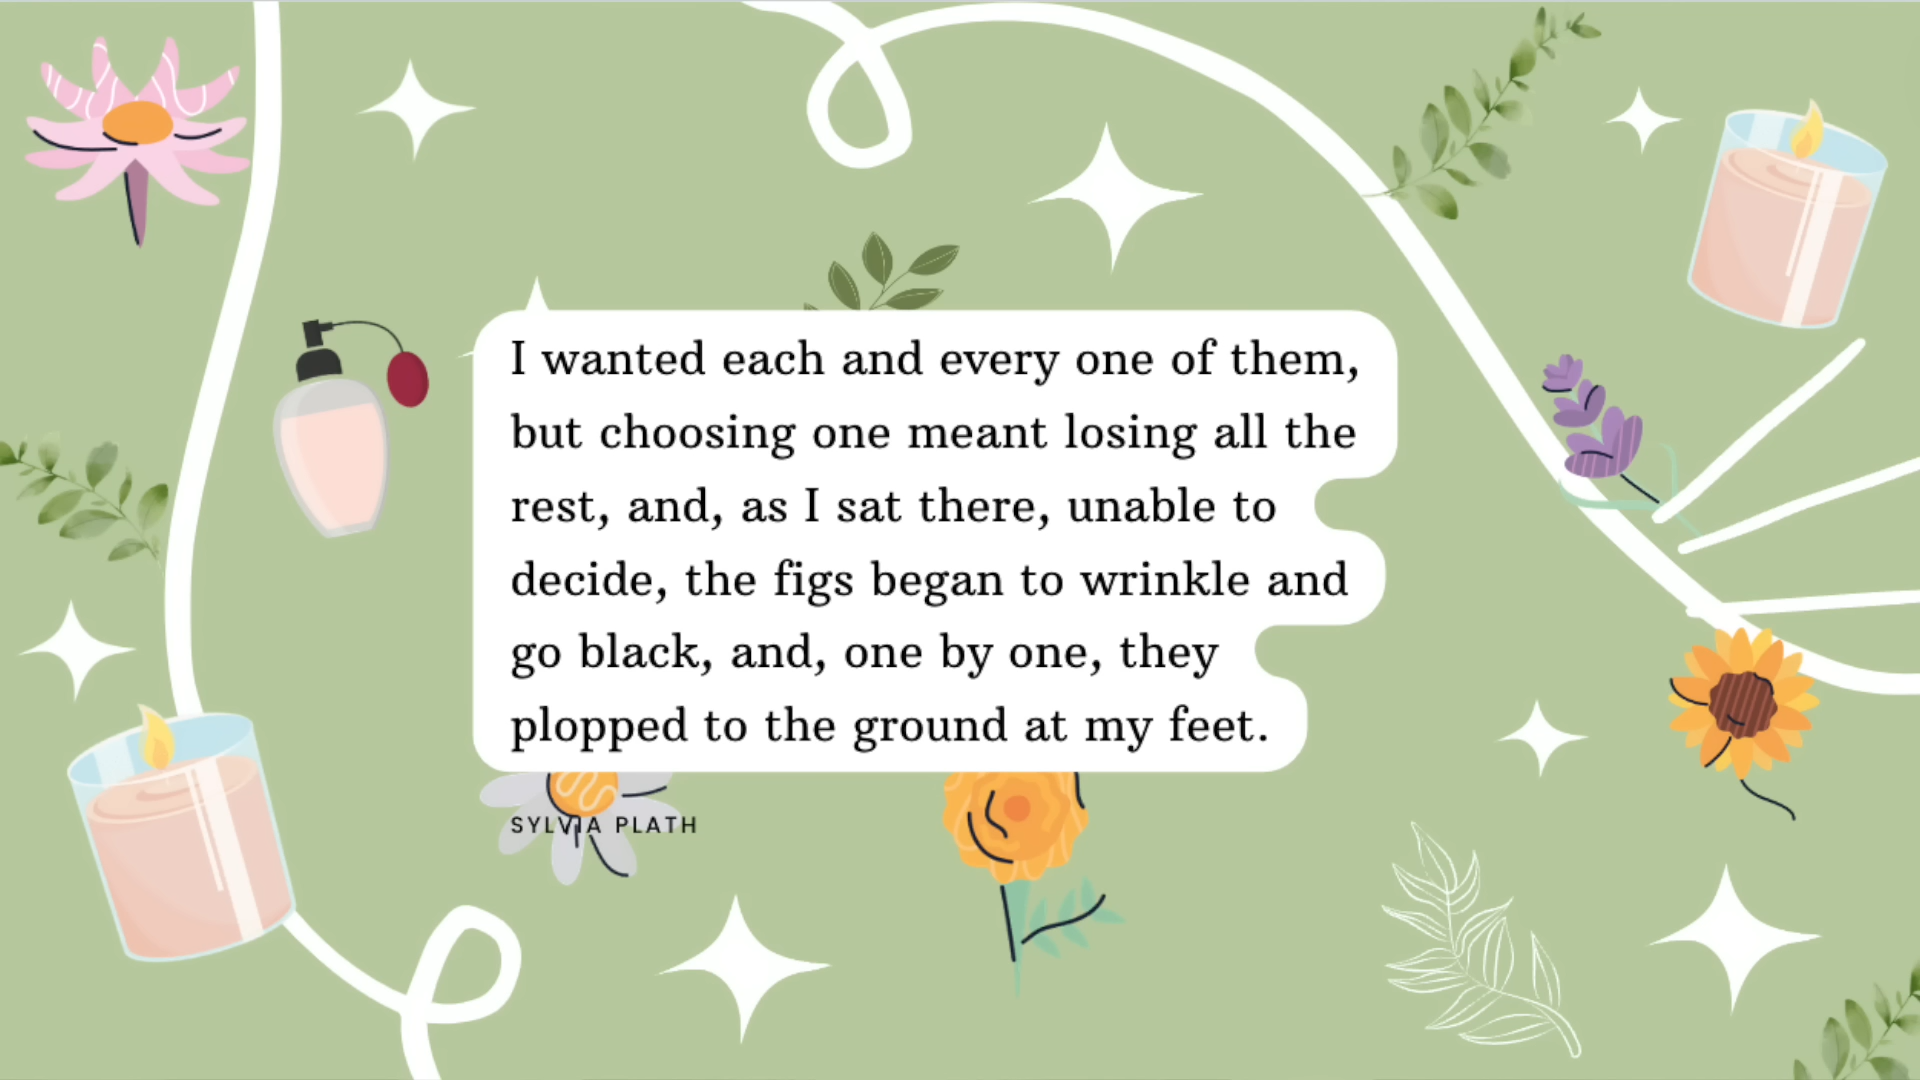 I wanted each and every one of them,
but choosing one meant losing all the
rest, and, as I sat there, unable to
decide, the figs began to wrinkle and
go black, and, one by one, they
plopped to the ground at my feet.
SYLVIA PLATH